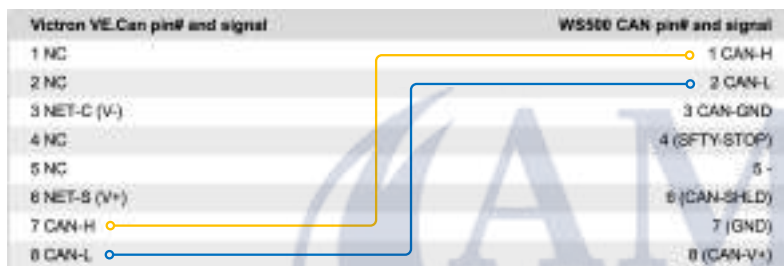 Victron VE.Can pin# and signal WS500 CAN pin# and signal
1 NC 1 CAN-H
2 NC 2 CAN-L
3 NET-C (V-) 3 CAN-GND
4 NC 4 (SFTY-STOP)
5 NC 5 -
6 NET-S (V+) 6 (CAN-SHLD)
7 CAN-H 7 (GND)
8 CAN-L 8 (CAN-V+)
AM